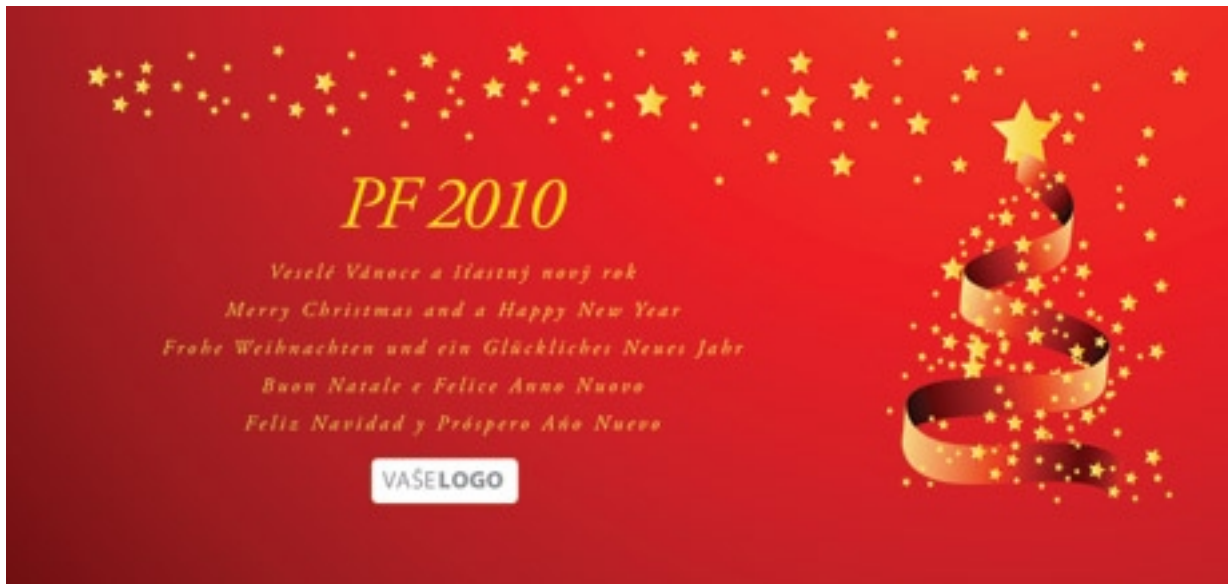 PF 2010
Veselé Vánoce a šťastný nový rok
Merry Christmas and a Happy New Year
Frohe Weihnachten und ein Glückliches Neues Jahr
Buon Natale e Felice Anno Nuovo
Feliz Navidad y Próspero Año Nuevo
VAŠELOGO